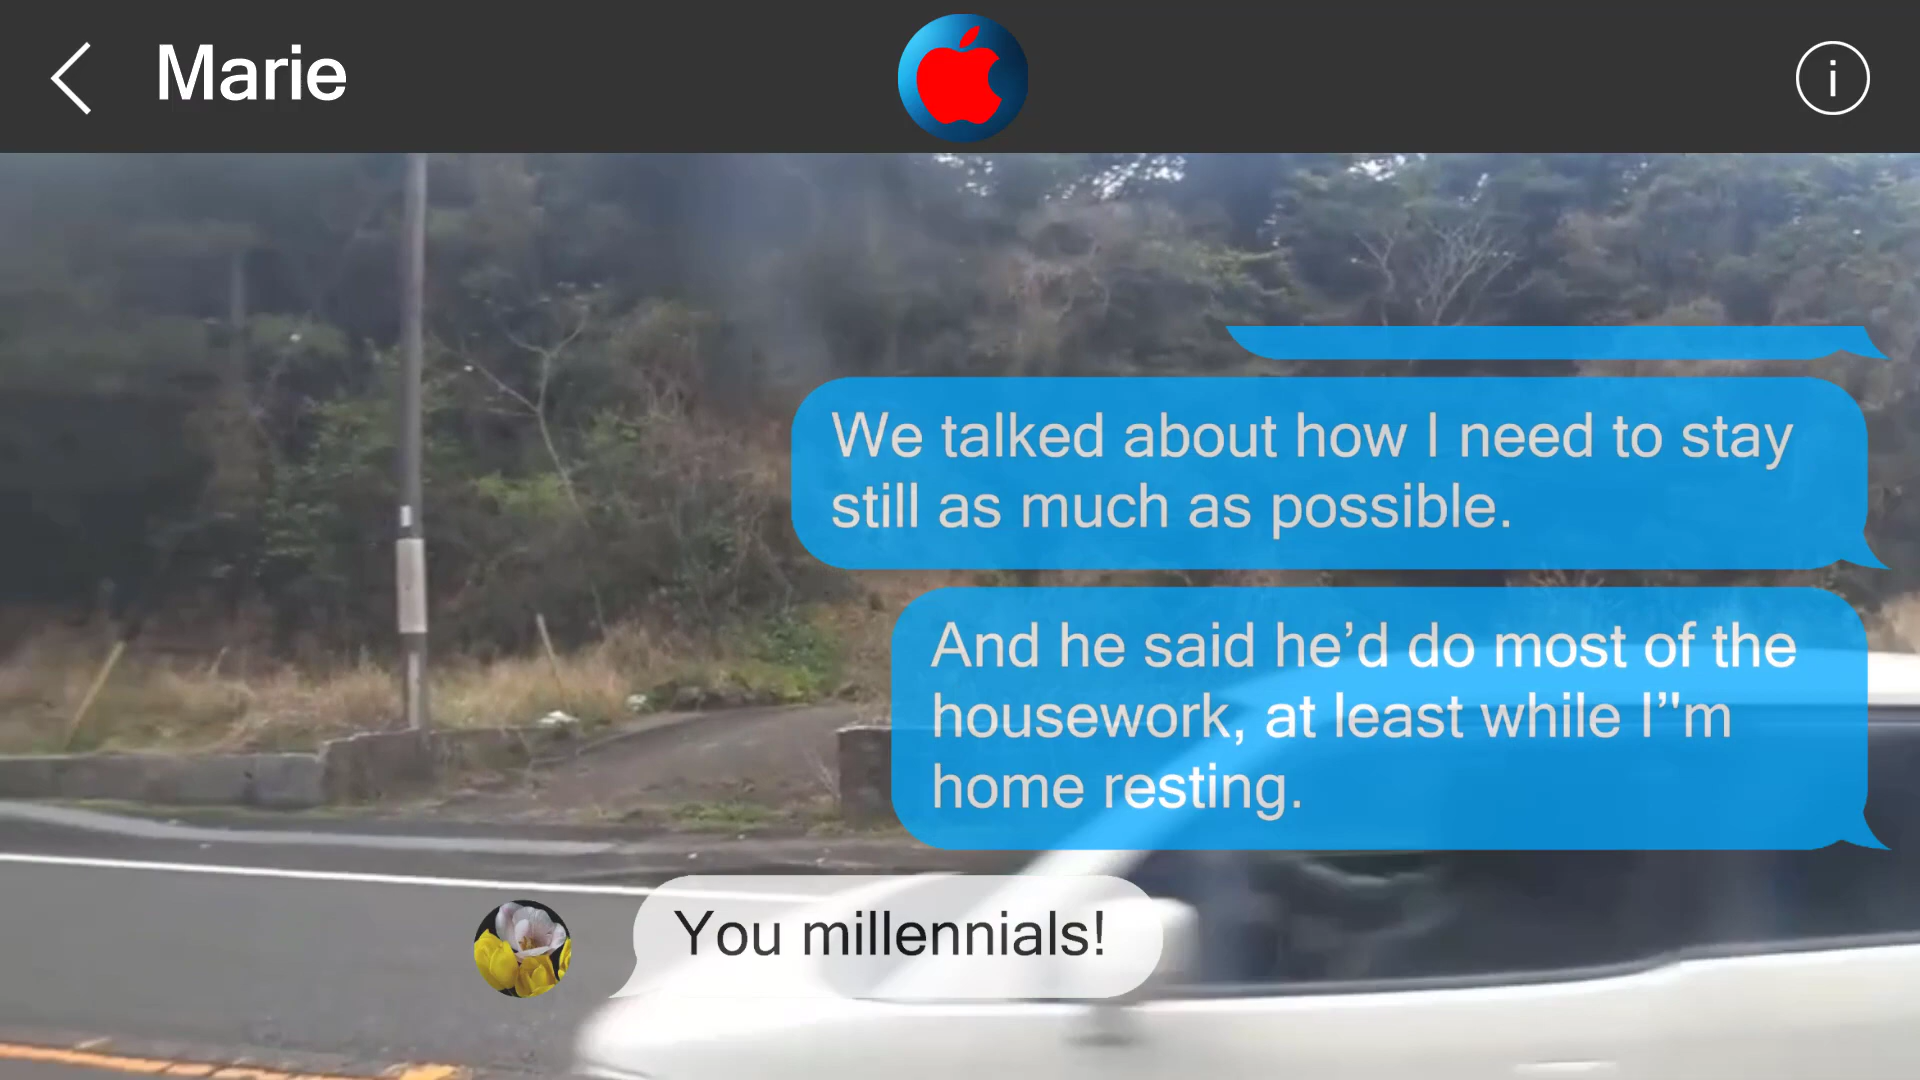 Marie
i
We talked about how I need to stay
still as much as possible.
And he said he’d do most of the
housework, at least while I”m
home resting.
You millennials!